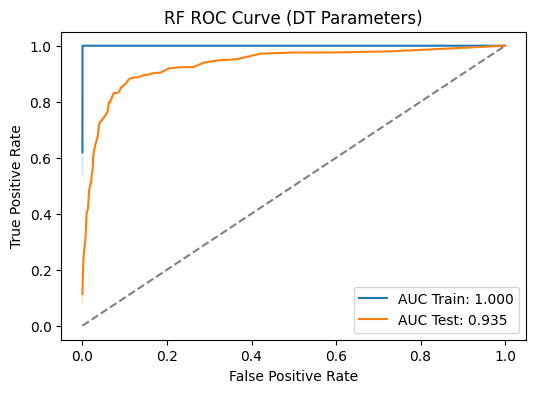 RF ROC Curve (DT Parameters)
True Positive Rate
1.0
0.8
0.6
0.4
0.2
0.0
0.0 0.2 0.4 0.6 0.8 1.0
False Positive Rate
AUC Train: 1.000
AUC Test: 0.935